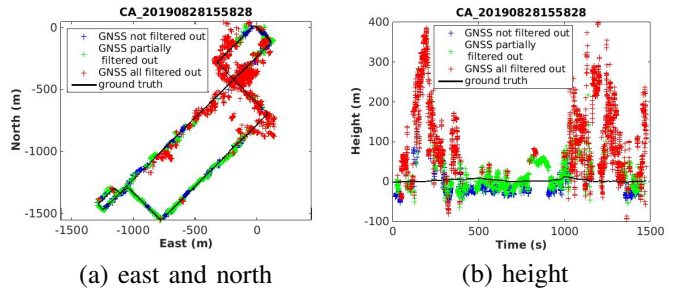 CA_20190828155828
GNSS not filtered out
GNSS partially
filtered out
GNSS all filtered out
ground truth
0
-500
-1000
-1500
North (m)
-1500 -1000 -500 0
East (m)
(a) east and north
CA_20190828155828
GNSS not filtered out
GNSS partially
filtered out
GNSS all filtered out
ground truth
400
300
200
100
0
-100
Height (m)
0 500 1000 1500
Time (s)
(b) height